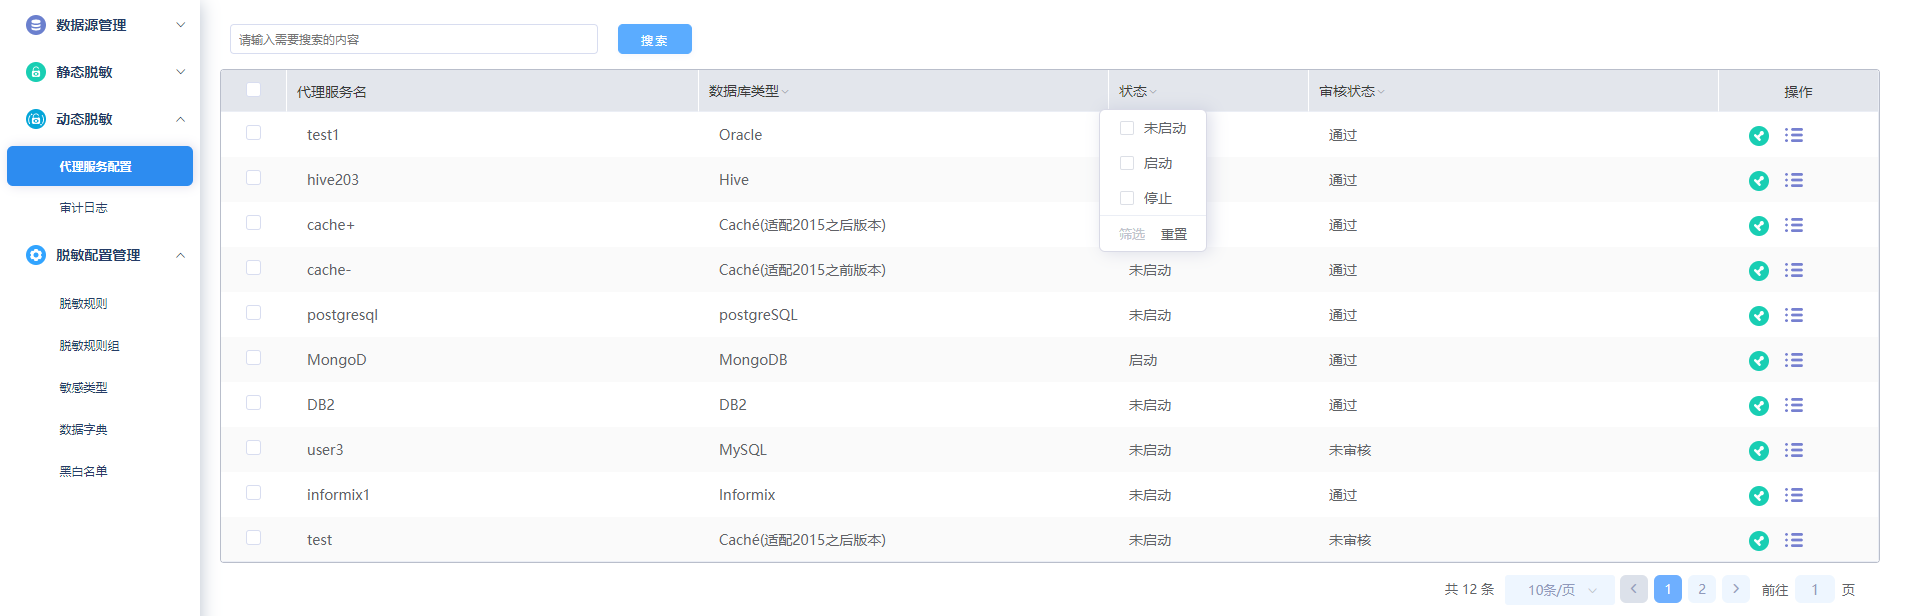 数据源管理
静态脱敏
动态脱敏
代理服务配置
审计日志
脱敏配置管理
脱敏规则
脱敏规则组
敏感类型
数据字典
黑白名单
请输入需要搜索的内容 搜索
代理服务名 数据库类型 状态 审核状态 操作
test1 Oracle 通过
hive203 Hive 通过
cache+ Caché(适配2015之后版本) 通过
cache- Caché(适配2015之前版本) 未启动 通过
postgresql postgreSQL 未启动 通过
MongoD MongoDB 启动 通过
DB2 DB2 未启动 通过
user3 MySQL 未启动 未审核
informix1 Informix 未启动 通过
test Caché(适配2015之后版本) 未启动 未审核
未启动
启动
停止
筛选 重置
共 12 条 10条/页 1 2 前往 1 页